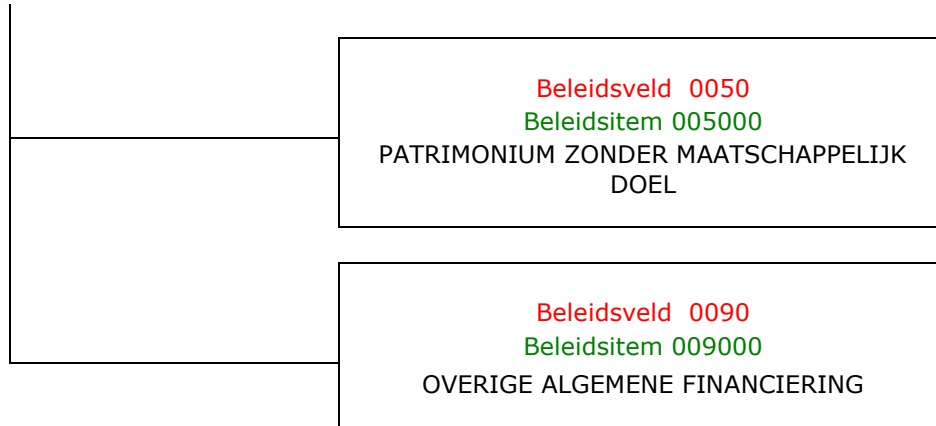 Beleidsveld  0050
Beleidsitem 005000
PATRIMONIUM ZONDER MAATSCHAPPELIJK
DOEL
Beleidsveld  0090
Beleidsitem 009000
OVERIGE ALGEMENE FINANCIERING